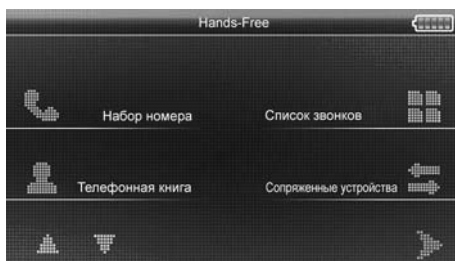 Hands-Free
Набор номера
Список звонков
Телефонная книга
Сопряженные устройства